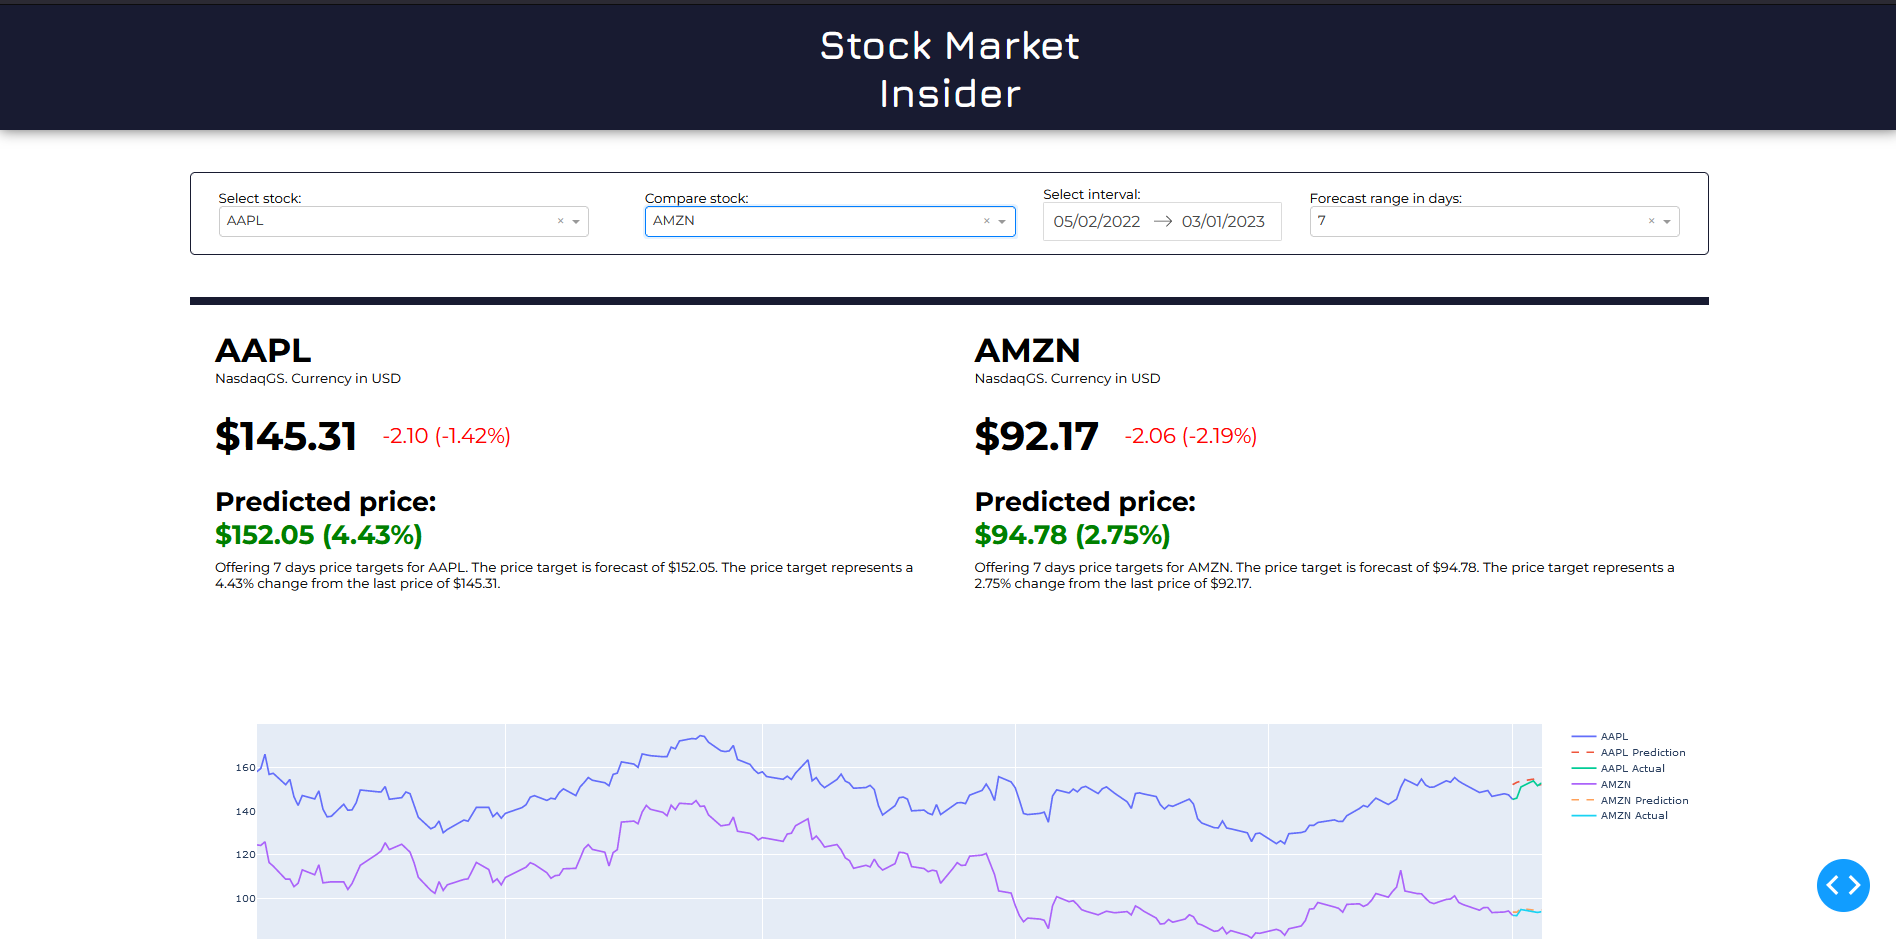 Stock Market
Insider
Select stock:
AAPL
Compare stock:
AMZN
Select interval:
05/02/2022 → 03/01/2023
Forecast range in days:
7
AAPL
NasdaqGS. Currency in USD
$145.31 -2.10 (-1.42%)
Predicted price:
$152.05 (4.43%)
Offering 7 days price targets for AAPL. The price target is forecast of $152.05. The price target represents a
4.43% change from the last price of $145.31.
AMZN
NasdaqGS. Currency in USD
$92.17 -2.06 (-2.19%)
Predicted price:
$94.78 (2.75%)
Offering 7 days price targets for AMZN. The price target is forecast of $94.78. The price target represents a
2.75% change from the last price of $92.17.
160
140
120
100
AAPL
AAPL Prediction
AAPL Actual
AMZN
AMZN Prediction
AMZN Actual